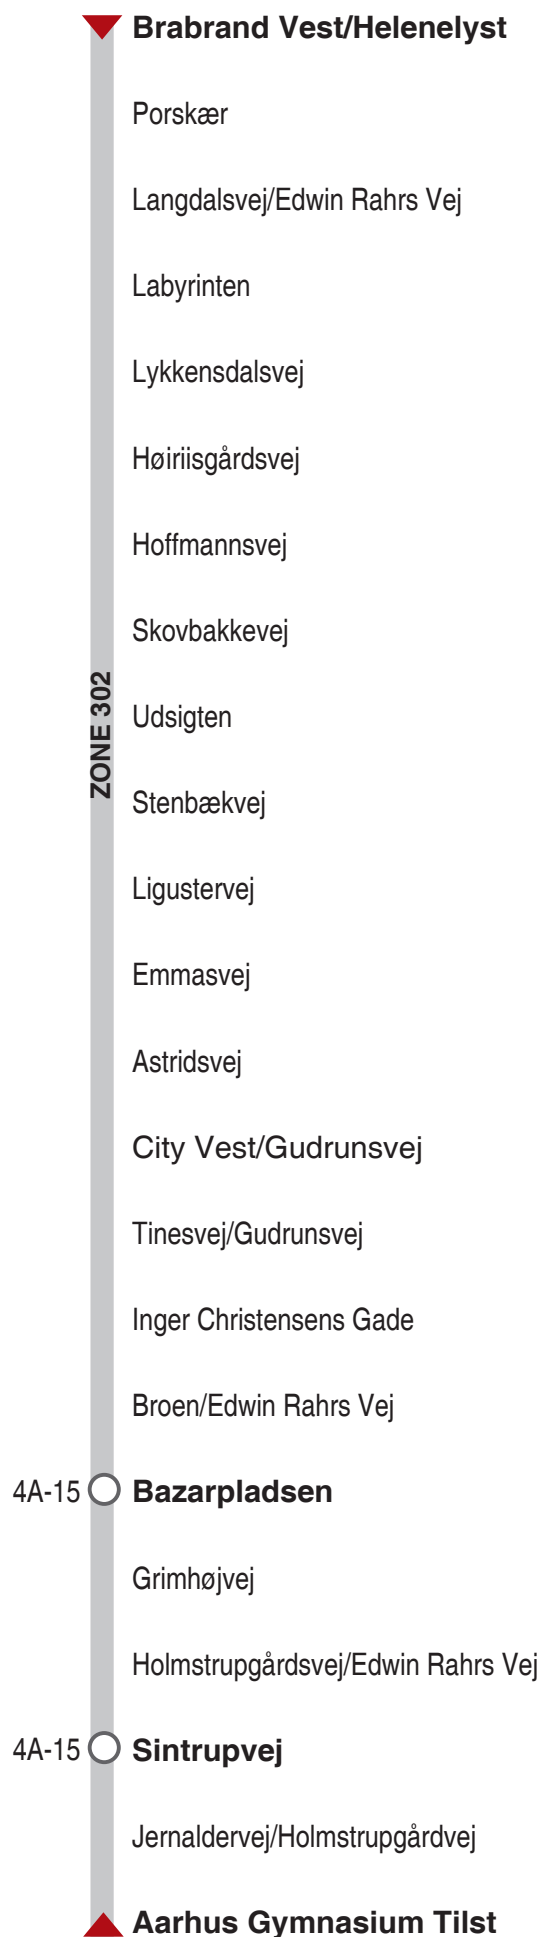 Brabrand Vest/Helenelyst
Porskær
Langdalsvej/Edwin Rahrs Vej
Labyrinten
Lykkensdalsvej
Høiriisgårdsvej
Hoffmannsvej
Skovbakkevej
ZONE 302
Udsigten
Stenbækvej
Ligustervej
Emmasvej
Astridsvej
City Vest/Gudrunsvej
Tinesvej/Gudrunsvej
Inger Christensens Gade
Broen/Edwin Rahrs Vej
4A-15 Bazarpladsen
Grimhøjvej
Holmstrupgårdsvej/Edwin Rahrs Vej
4A-15 Sintrupvej
Jernaldervej/Holmstrupgårdvej
Aarhus Gymnasium Tilst